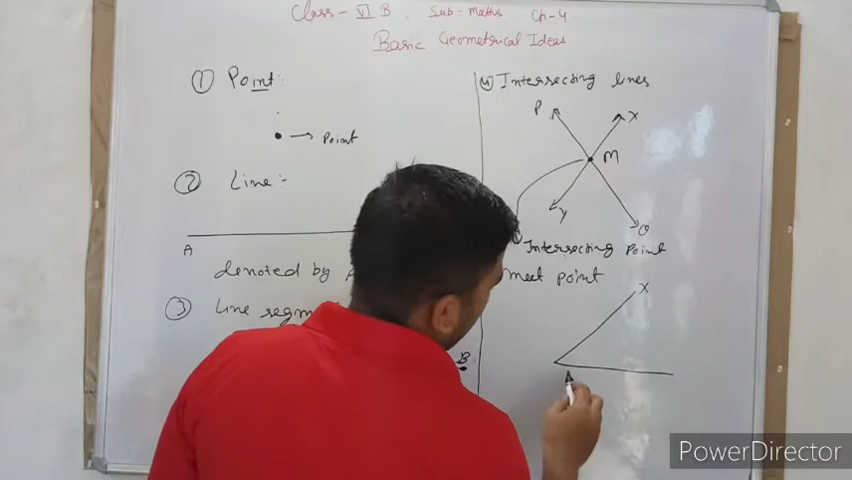 Class - VI B, Sub - Maths Ch-4
Basic Geometrical Ideas
① Point:
→ Point
② Line:-
A
denoted by A
③ Line segm
B
④ Intersecting lines
P
X
M
Y
Q
Intersecting Point
meet point
X
PowerDirector